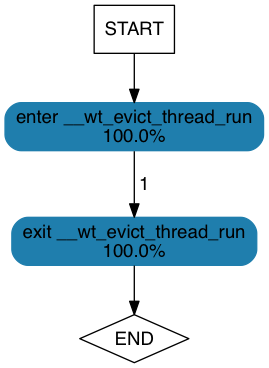 START
enter __wt_evict_thread_run
100.0%
1
exit __wt_evict_thread_run
100.0%
END